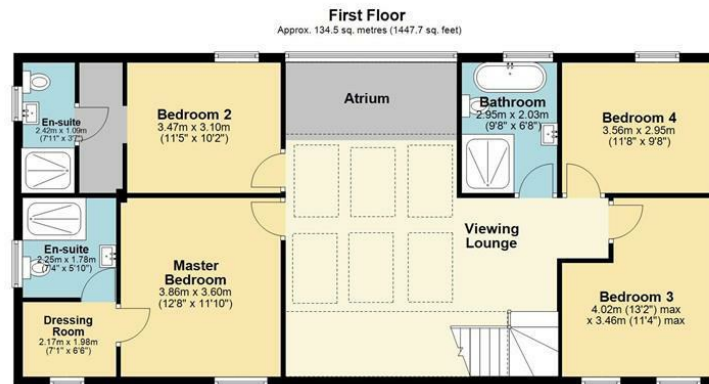 First Floor
Approx. 134.5 sq. metres (1447.7 sq. feet)
En-suite
2.42m x 1.09m
(7'11" x 3'7")
Bedroom 2
3.47m x 3.10m
(11'5" x 10'2")
Atrium
Bathroom
2.95m x 2.03m
(9'8" x 6'8")
Bedroom 4
3.56m x 2.95m
(11'8" x 9'8")
En-suite
2.25m x 1.78m
(7'4" x 5'10")
Master
Bedroom
3.86m x 3.60m
(12'8" x 11'10")
Viewing
Lounge
Dressing
Room
2.17m x 1.98m
(7'1" x 6'6")
Bedroom 3
4.02m (13'2") max
x 3.46m (11'4") max